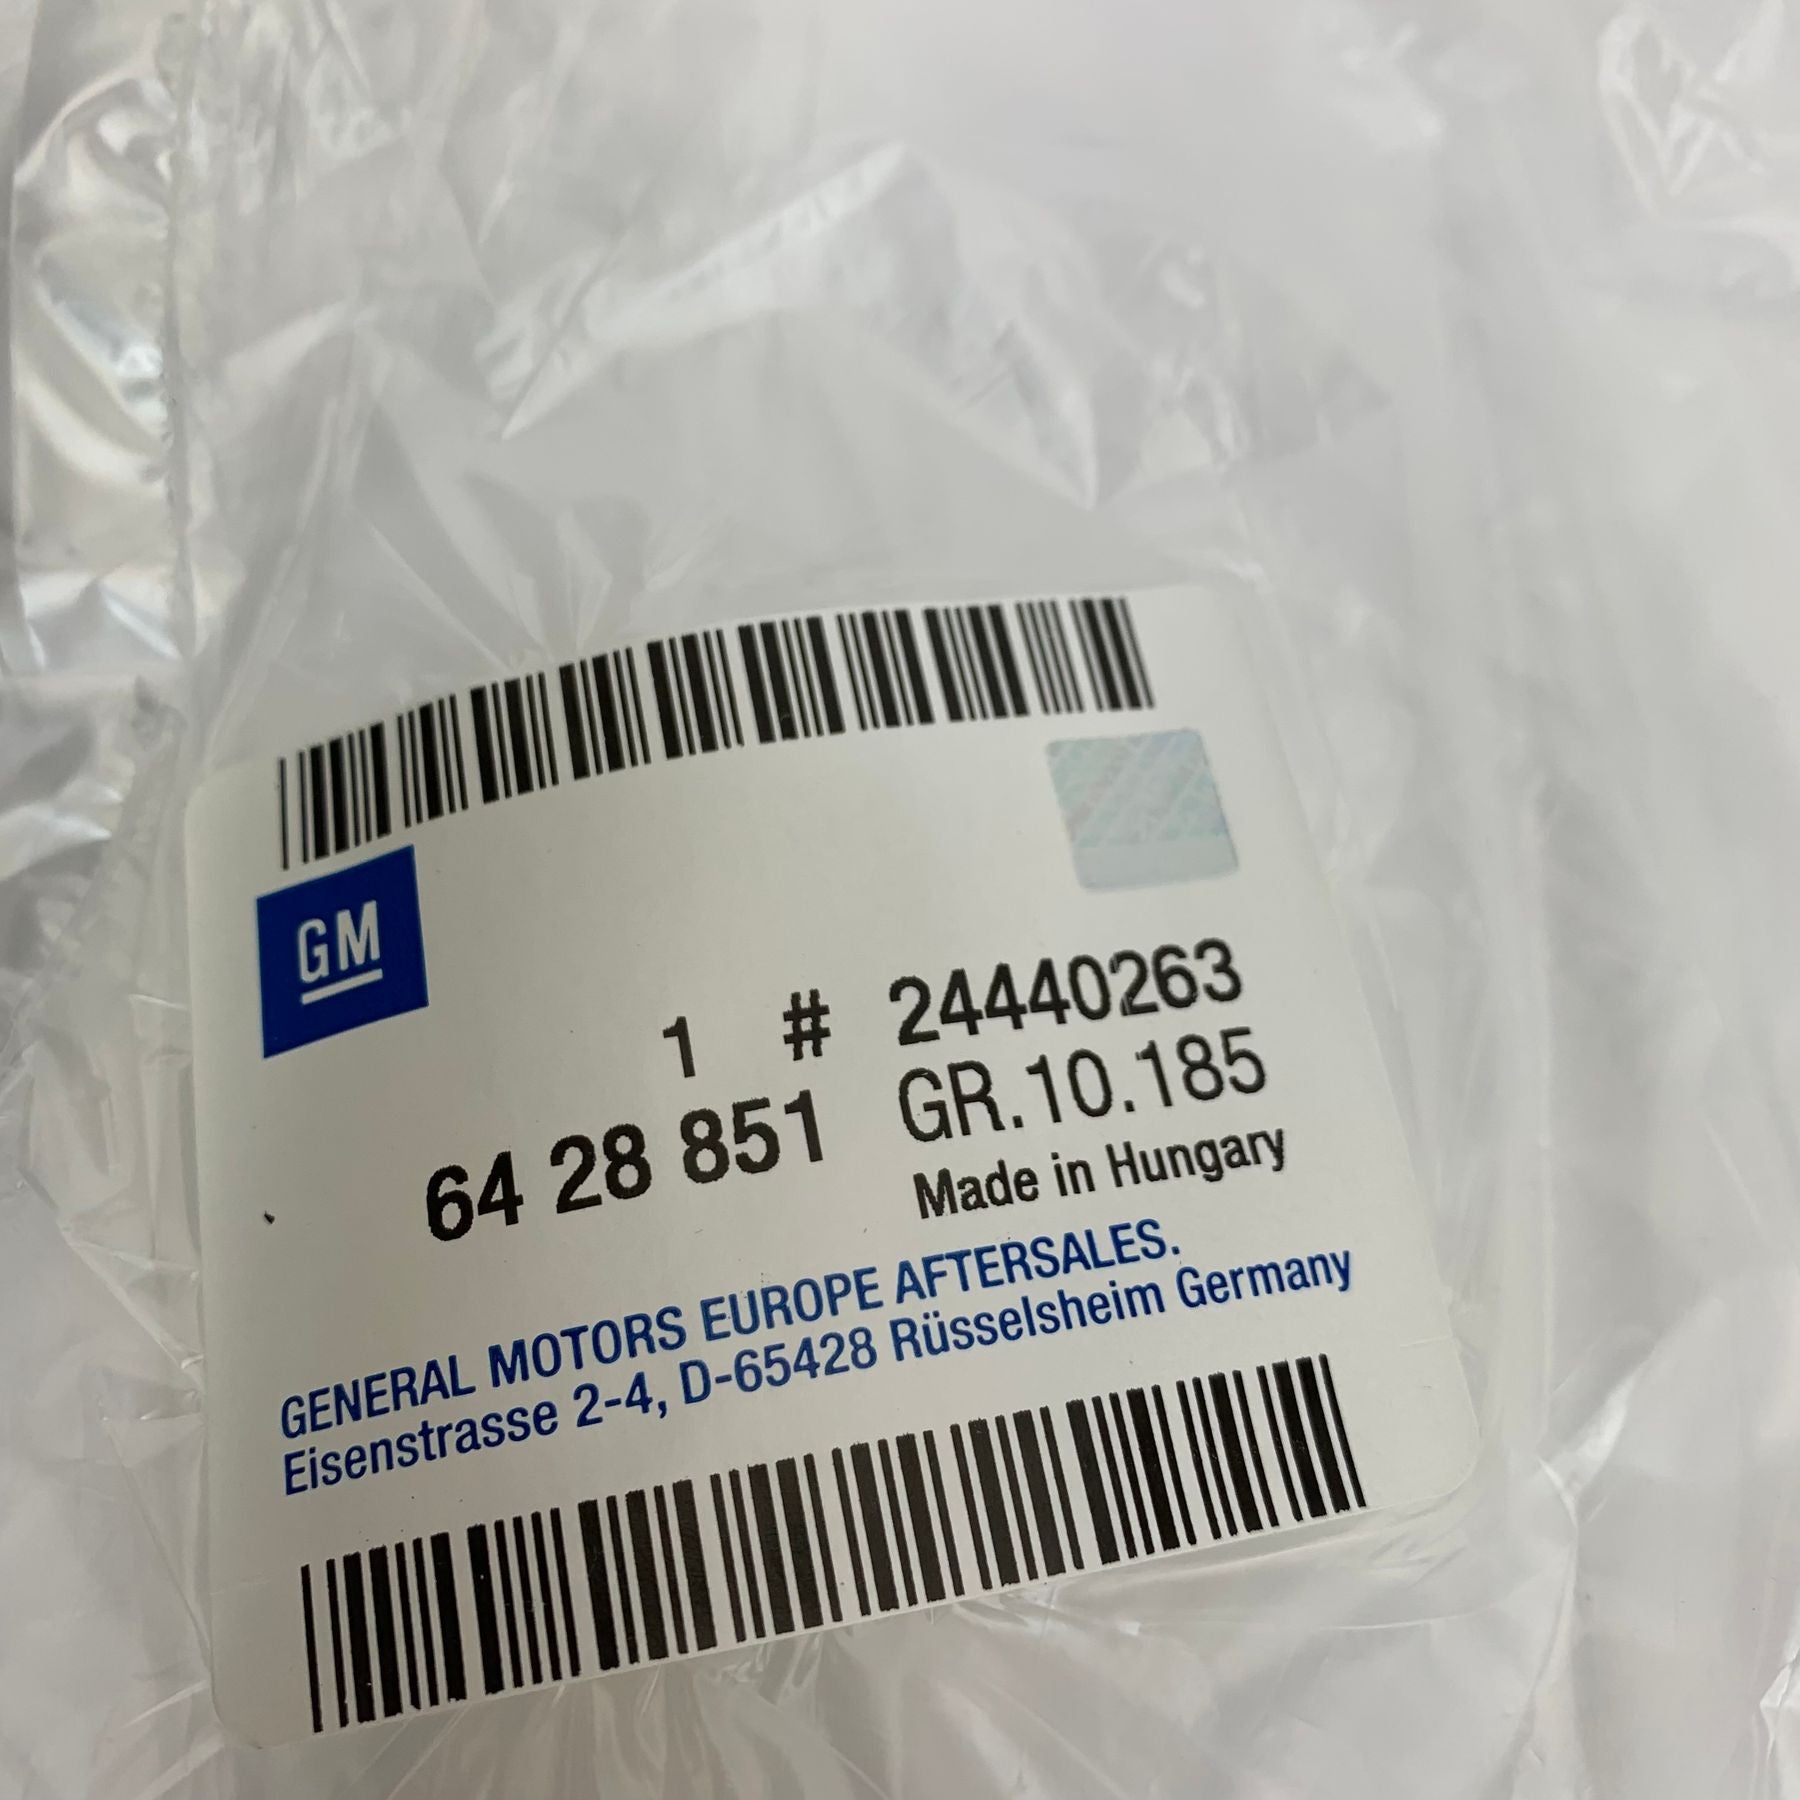 GM
1 # 24440263
64 28 851 GR.10.185
Made in Hungary
GENERAL MOTORS EUROPE AFTERSALES.
Eisenstrasse 2-4, D-65428 Rüsselsheim Germany